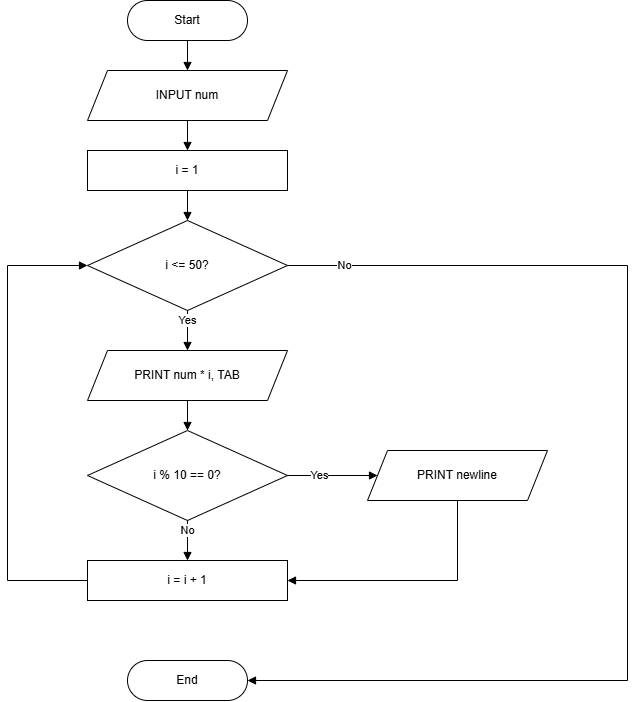 Start
INPUT num
i = 1
i <= 50?
No
Yes
PRINT num * i, TAB
i % 10 == 0?
Yes
PRINT newline
No
i = i + 1
End